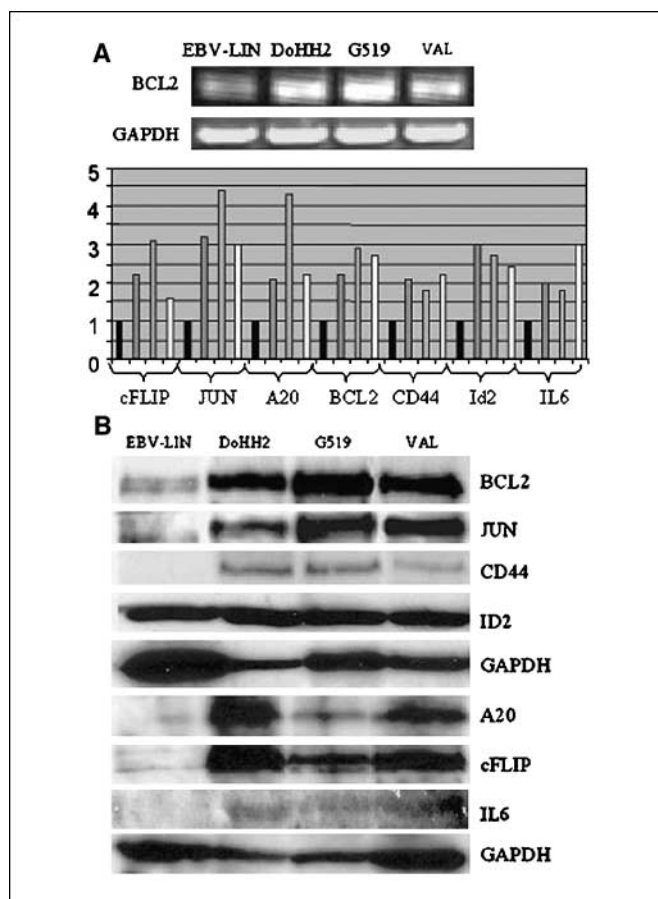 A
EBV-LIN DoHH2 G519 VAL
BCL2
GAPDH
5
4
3
2
1
0
cFLIP JUN A20 BCL2 CD44 Id2 IL6
B
EBV-LIN DoHH2 G519 VAL
BCL2
JUN
CD44
ID2
GAPDH
A20
cFLIP
IL6
GAPDH